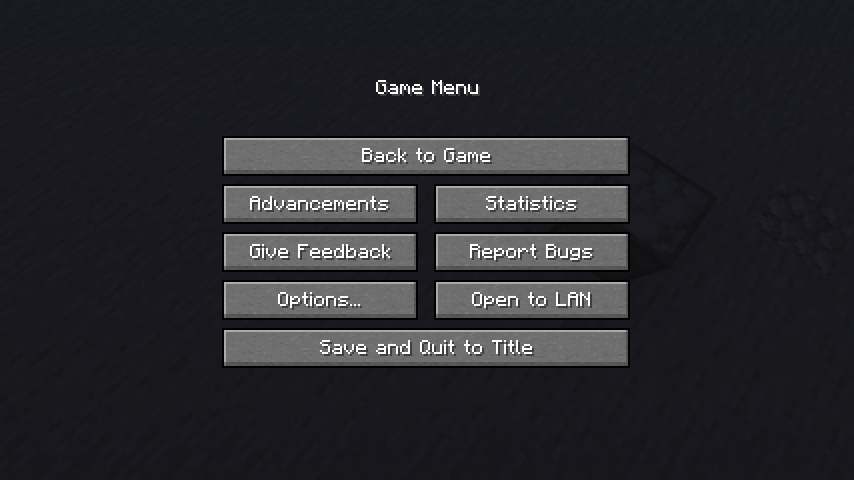 Game Menu
Back to Game
Advancements
Statistics
Give Feedback
Report Bugs
Options...
Open to LAN
Save and Quit to Title